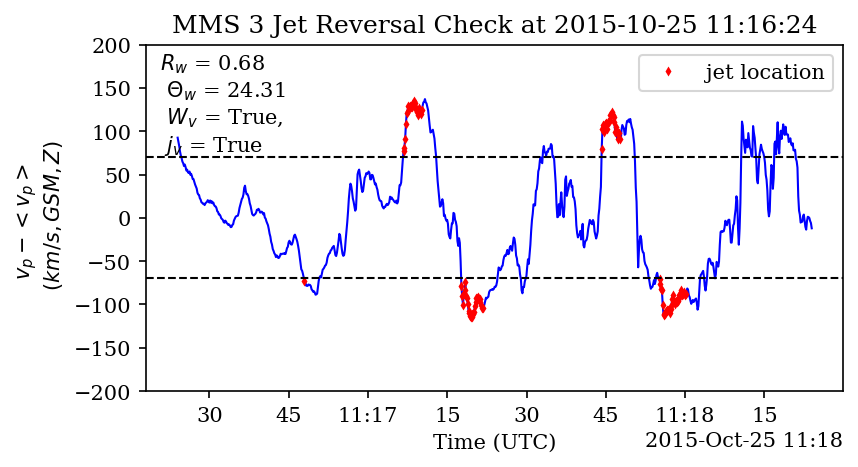 MMS 3 Jet Reversal Check at 2015-10-25 11:16:24
R_w = 0.68
Θ_w = 24.31
W_v = True,
j_v = True
jet location
200
150
100
50
0
−50
−100
−150
−200
v_p − < v_p >
(km/s, GSM, Z)
30 45 11:17 15 30 45 11:18 15
Time (UTC)
2015-Oct-25 11:18